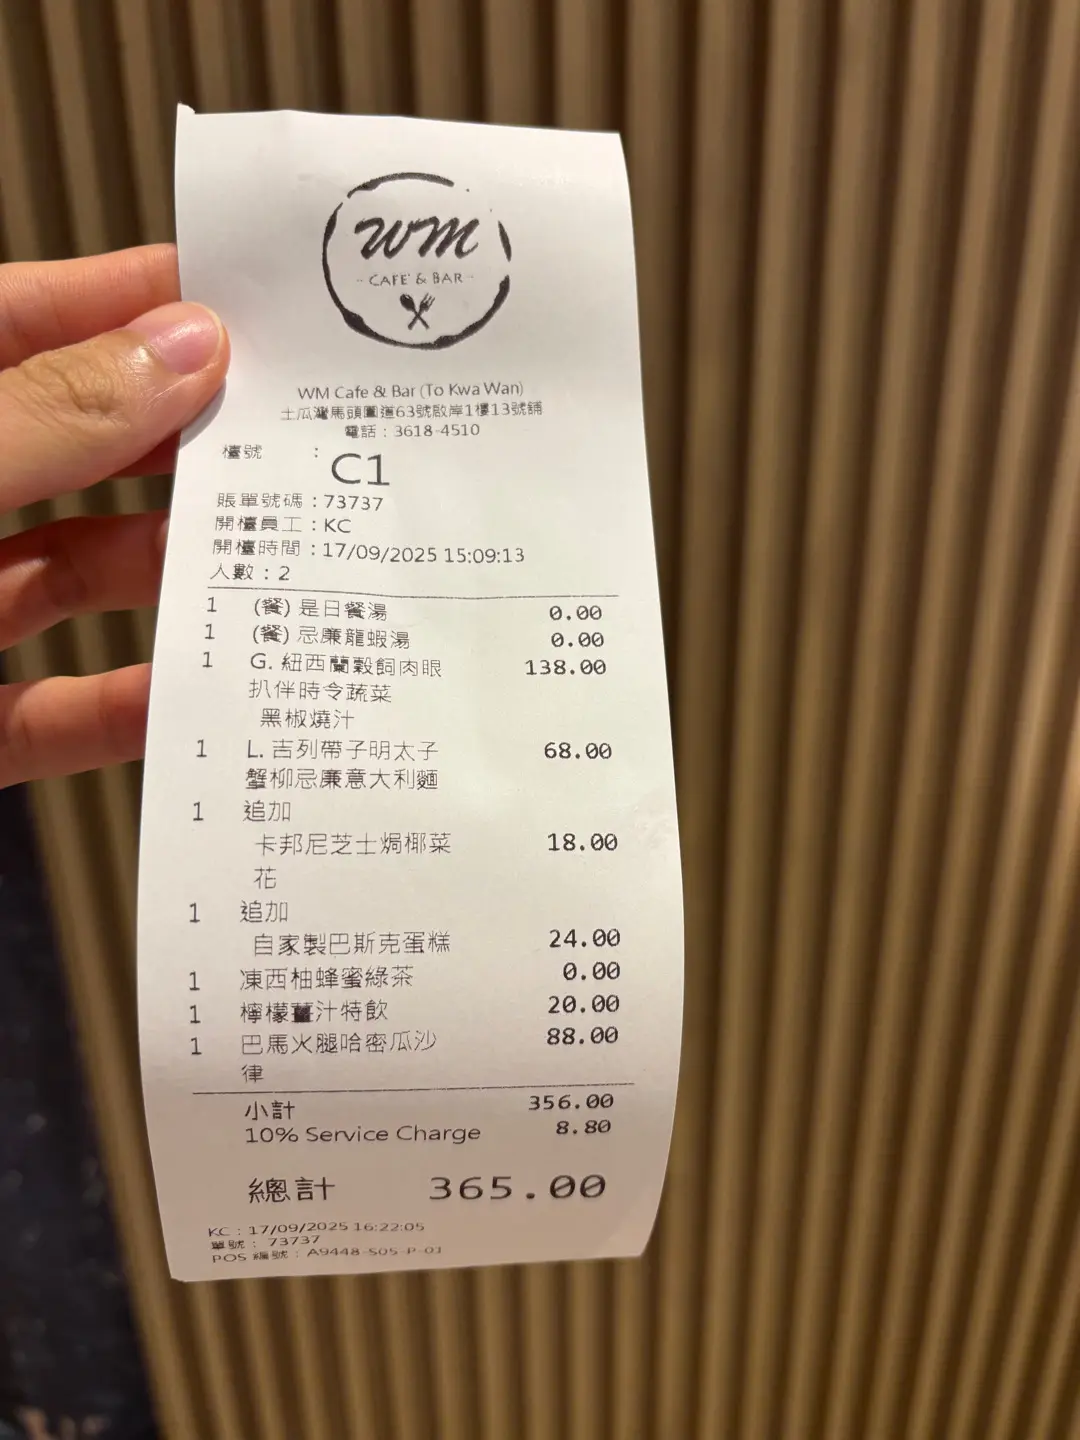 WM
CAFE' & BAR
WM Cafe & Bar (To Kwa Wan)
土瓜灣馬頭圍道63號啟岸1樓13號舖
電話：3618-4510
檯號 ：
C1
賬單號碼：73737
開檯員工：KC
開檯時間：17/09/2025 15:09:13
人數：2
1 (餐) 是日餐湯 0.00
1 (餐) 忌廉龍蝦湯 0.00
1 G. 紐西蘭穀飼肉眼 138.00
扒伴時令蔬菜
黑椒燒汁
1 L. 吉列帶子明太子 68.00
蟹柳忌廉意大利麵
1 追加
卡邦尼芝士焗椰菜 18.00
花
1 追加
自家製巴斯克蛋糕 24.00
1 凍西柚蜂蜜綠茶 0.00
1 檸檬薑汁特飲 20.00
1 巴馬火腿哈密瓜沙 88.00
律
小計 356.00
10% Service Charge 8.80
總計 365.00
KC：17/09/2025 16:22:05
單號：73737
POS 編號：A9448-505-P-01